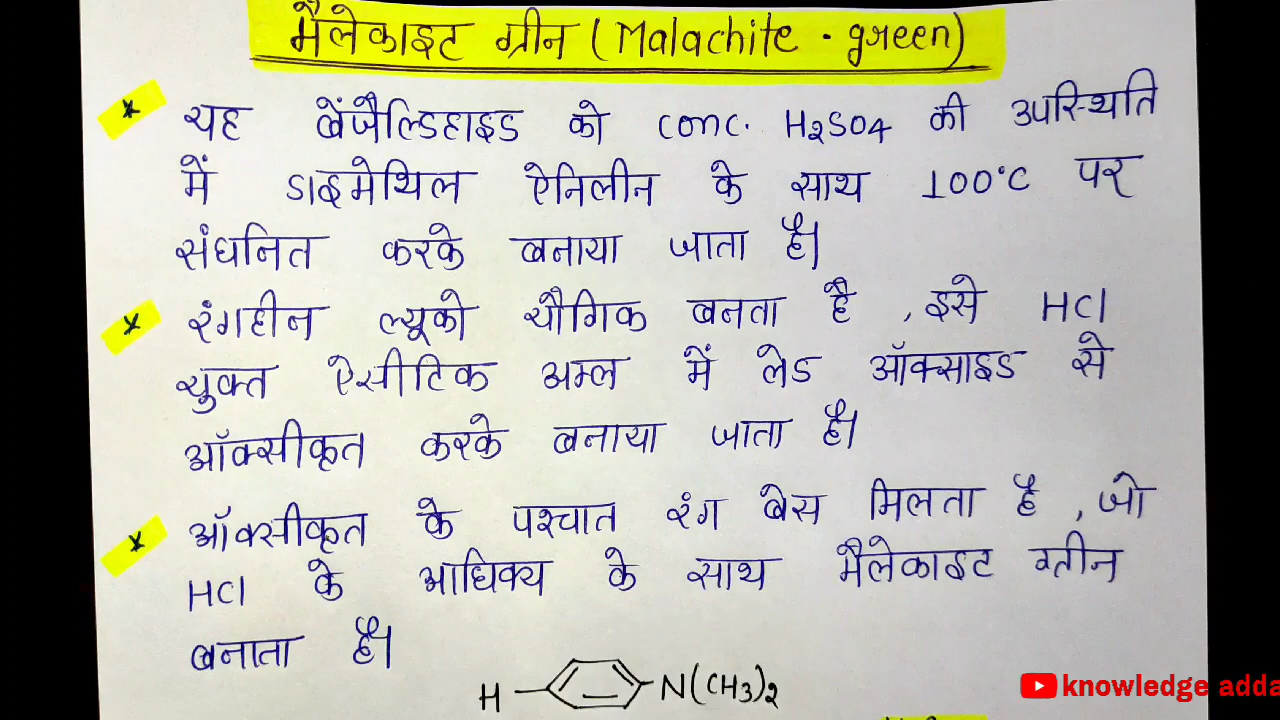 मैलेकाइट ग्रीन (Malachite - green)
* यह बेंजैल्डिहाइड को conc. H2SO4 की उपस्थिति
में डाइमेथिल ऐनिलीन के साथ 100°C पर
संघनित करके बनाया जाता है।
* रंगहीन ल्यूको यौगिक बनता है , इसे HCl
युक्त ऐसीटिक अम्ल में लेड ऑक्साइड से
ऑक्सीकृत करके बनाया जाता है।
* ऑक्सीकृत के पश्चात रंग बेस मिलता है , जो
HCl के आधिक्य के साथ मैलेकाइट ग्रीन
बनाता है।
H N(CH3)2
knowledge adda